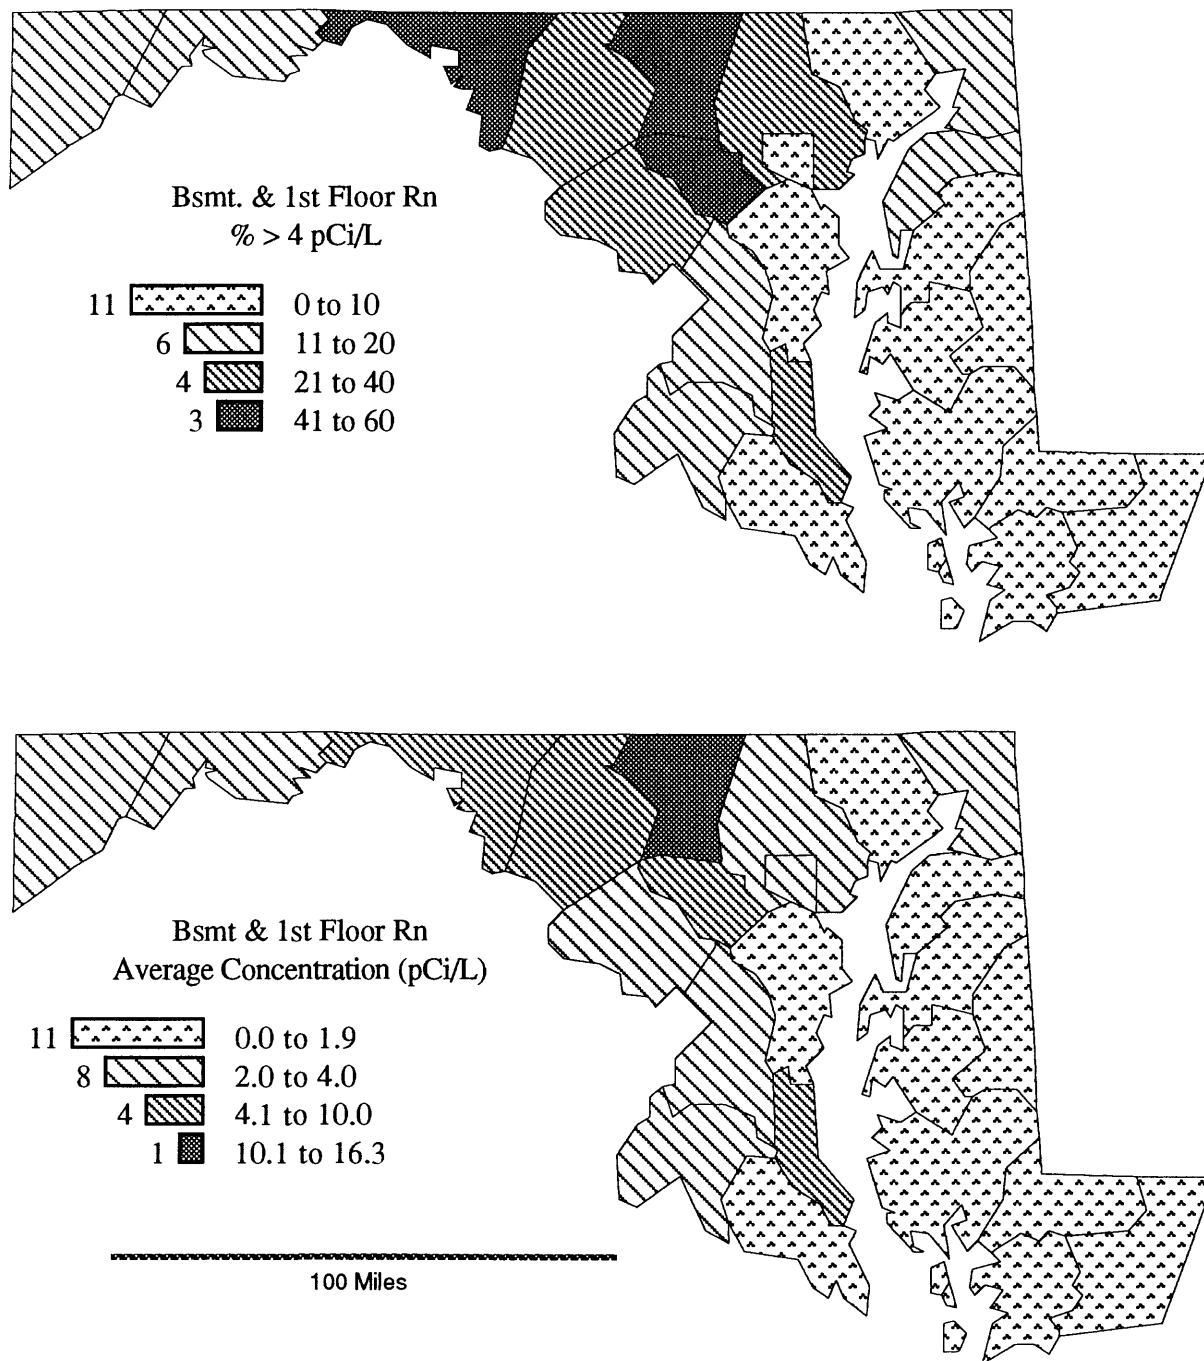 Bsmt. & 1st Floor Rn
% > 4 pCi/L
11 0 to 10
6 11 to 20
4 21 to 40
3 41 to 60
Bsmt & 1st Floor Rn
Average Concentration (pCi/L)
11 0.0 to 1.9
8 2.0 to 4.0
4 4.1 to 10.0
1 10.1 to 16.3
100 Miles